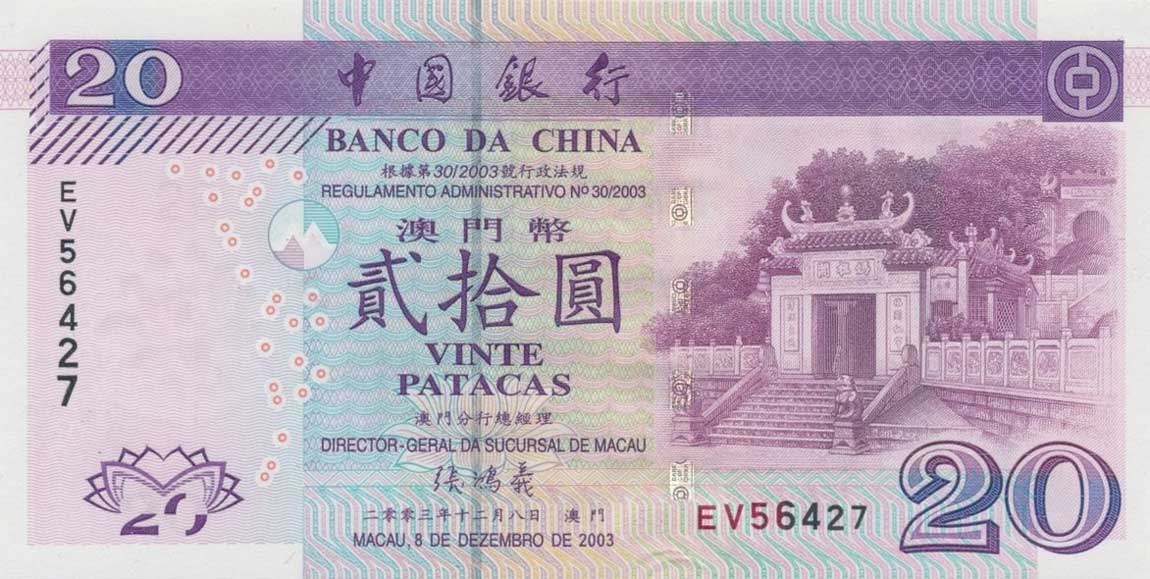 20
中國銀行
BANCO DA CHINA
根據第30/2003號行政法規
REGULAMENTO ADMINISTRATIVO Nº 30/2003
EV56427
澳門幣
貳拾圓
VINTE
PATACAS
澳門分行總經理
DIRECTOR-GERAL DA SUCURSAL DE MACAU
張鴻義
二零零三年十二月八日 澳門
MACAU, 8 DE DEZEMBRO DE 2003
EV56427
20